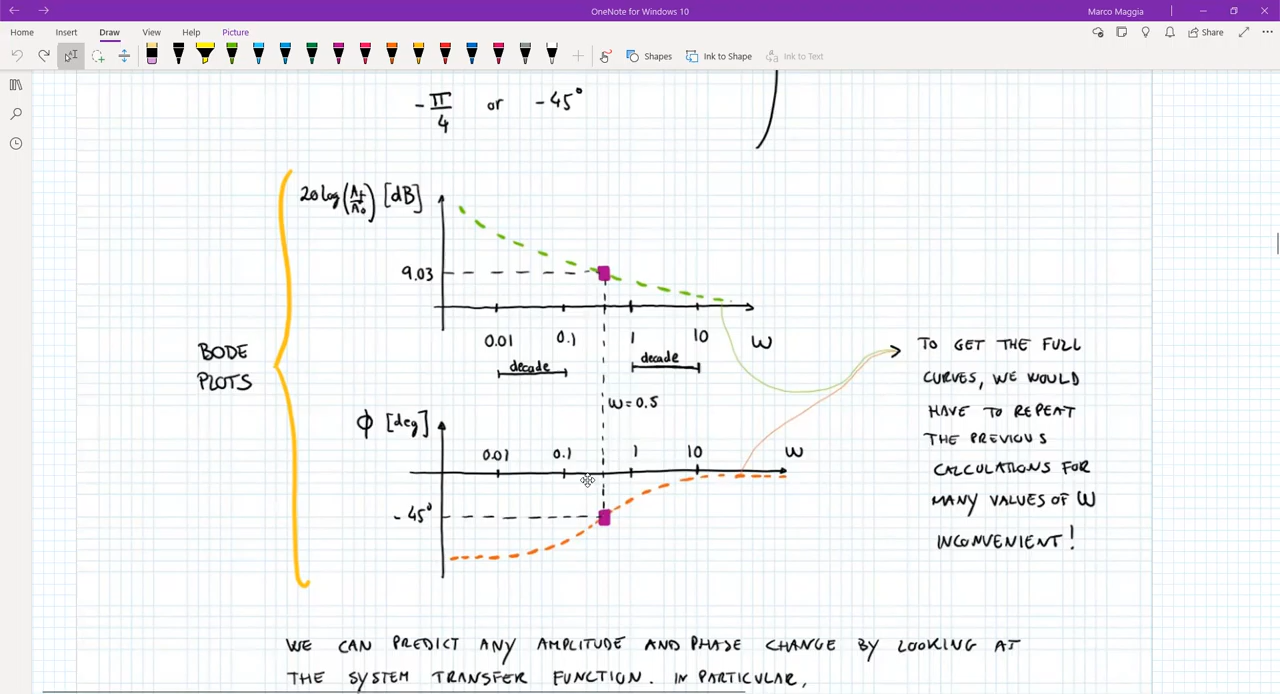 OneNote for Windows 10
Marco Maggia
Home Insert Draw View Help Picture
Share
Shapes
Ink to Shape
Ink to Text
-π/4 or -45°
20log(Af/A0) [dB]
9.03
0.01 0.1 1 10 ω
decade decade
ω=0.5
BODE
PLOTS
ϕ [deg]
0.01 0.1 1 10 ω
-45°
TO GET THE FULL
CURVES, WE WOULD
HAVE TO REPEAT
THE PREVIOUS
CALCULATIONS FOR
MANY VALUES OF ω
INCONVENIENT!
WE CAN PREDICT ANY AMPLITUDE AND PHASE CHANGE BY LOOKING AT
THE SYSTEM TRANSFER FUNCTION. IN PARTICULAR,